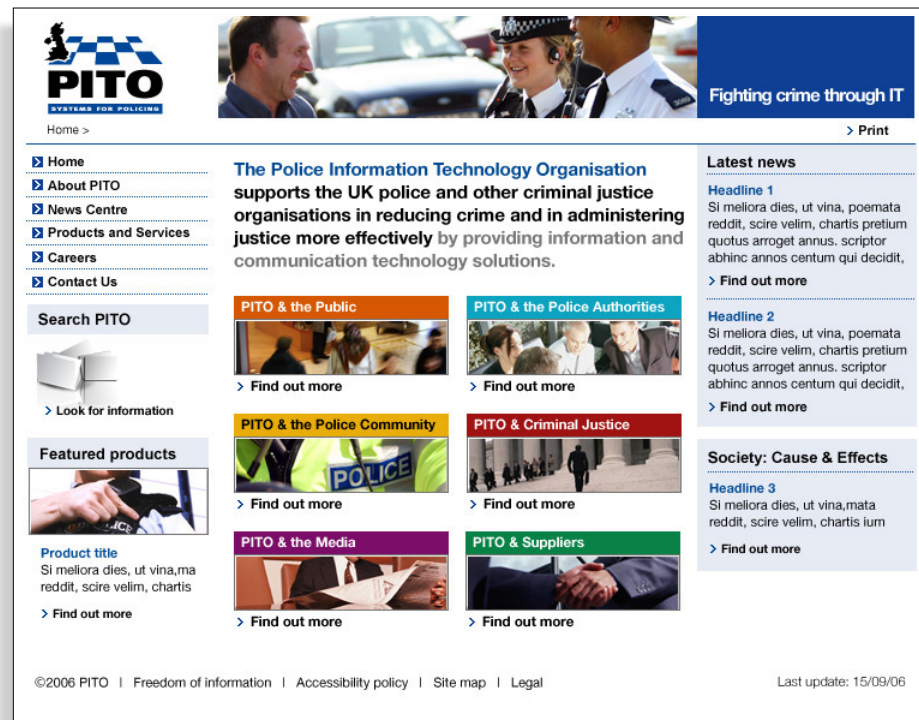 PITO
SYSTEMS FOR POLICING
Fighting crime through IT
Home >
> Print
Home
About PITO
News Centre
Products and Services
Careers
Contact Us
Search PITO
> Look for information
Featured products
POLICE
Product title
Si meliora dies, ut vina,ma
reddit, scire velim, chartis
> Find out more
The Police Information Technology Organisation
supports the UK police and other criminal justice
organisations in reducing crime and in administering
justice more effectively by providing information and
communication technology solutions.
PITO & the Public
> Find out more
PITO & the Police Authorities
> Find out more
PITO & the Police Community
POLICE
> Find out more
PITO & Criminal Justice
> Find out more
PITO & the Media
> Find out more
PITO & Suppliers
> Find out more
Latest news
Headline 1
Si meliora dies, ut vina, poemata
reddit, scire velim, chartis pretium
quotus arroget annus. scriptor
abhinc annos centum qui decidit,
> Find out more
Headline 2
Si meliora dies, ut vina, poemata
reddit, scire velim, chartis pretium
quotus arroget annus. scriptor
abhinc annos centum qui decidit,
> Find out more
Society: Cause & Effects
Headline 3
Si meliora dies, ut vina,mata
reddit, scire velim, chartis ium
> Find out more
©2006 PITO | Freedom of information | Accessibility policy | Site map | Legal
Last update: 15/09/06